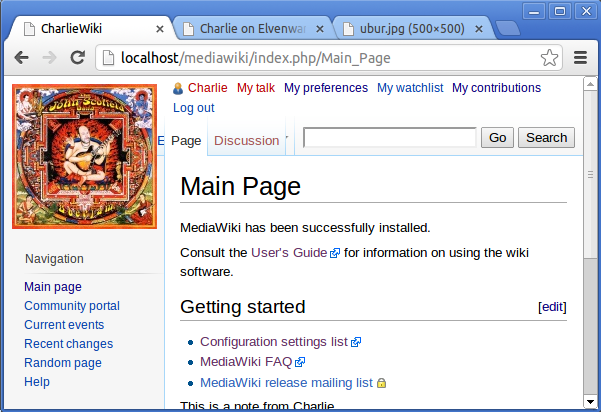 CharlieWiki
Charlie on Elvenwa
ubur.jpg (500×500)
localhost/mediawiki/index.php/Main_Page
Charlie My talk My preferences My watchlist My contributions
Log out
John Scofield
Band
Überjam
E Page Discussion Go Search
Main Page
MediaWiki has been successfully installed.
Consult the User's Guide for information on using the wiki
software.
Navigation
Main page
Community portal
Current events
Recent changes
Random page
Help
Getting started [edit]
Configuration settings list
MediaWiki FAQ
MediaWiki release mailing list
This is a note from Charlie